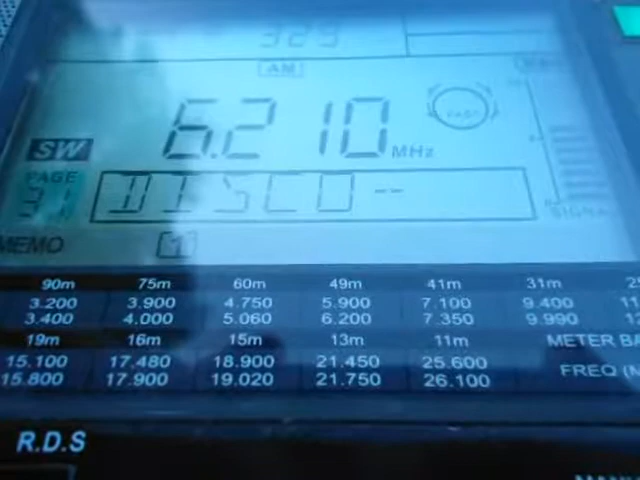 329
AM
6.210 MHz
FAST
SW
PAGE
DISCO--
SIGNAL
MEMO 1
90m 75m 60m 49m 41m 31m
3.200 3.900 4.750 5.900 7.100 9.400
3.400 4.000 5.060 6.200 7.350 9.990
19m 16m 15m 13m 11m METER BA
15.100 17.480 18.900 21.450 25.600
15.800 17.900 19.020 21.750 26.100
FREQ (M
R.D.S